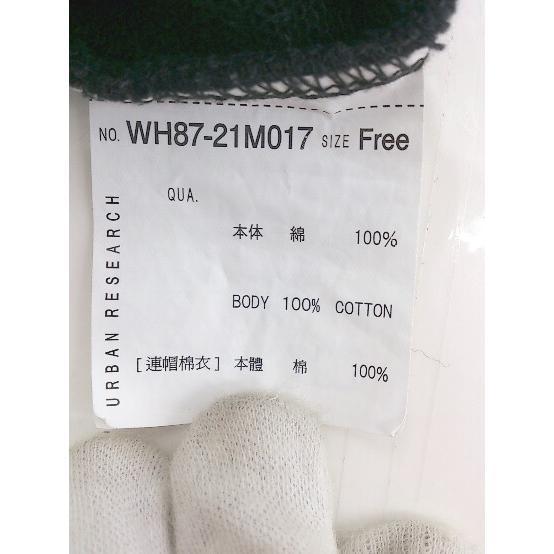 NO. WH87-21M017 SIZE Free
QUA.
本体 綿 100%
BODY 100% COTTON
[連帽棉衣] 本體 棉 100%
URBAN RESEARCH